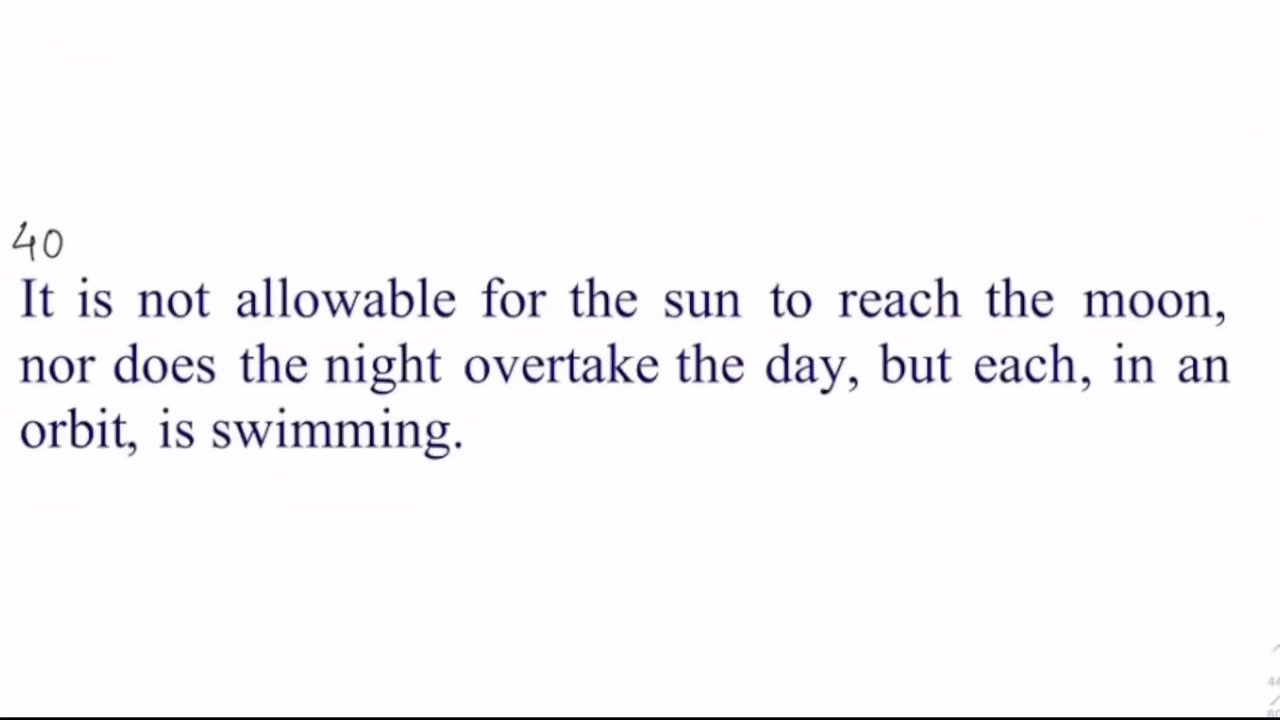 40
It is not allowable for the sun to reach the moon,
nor does the night overtake the day, but each, in an
orbit, is swimming.